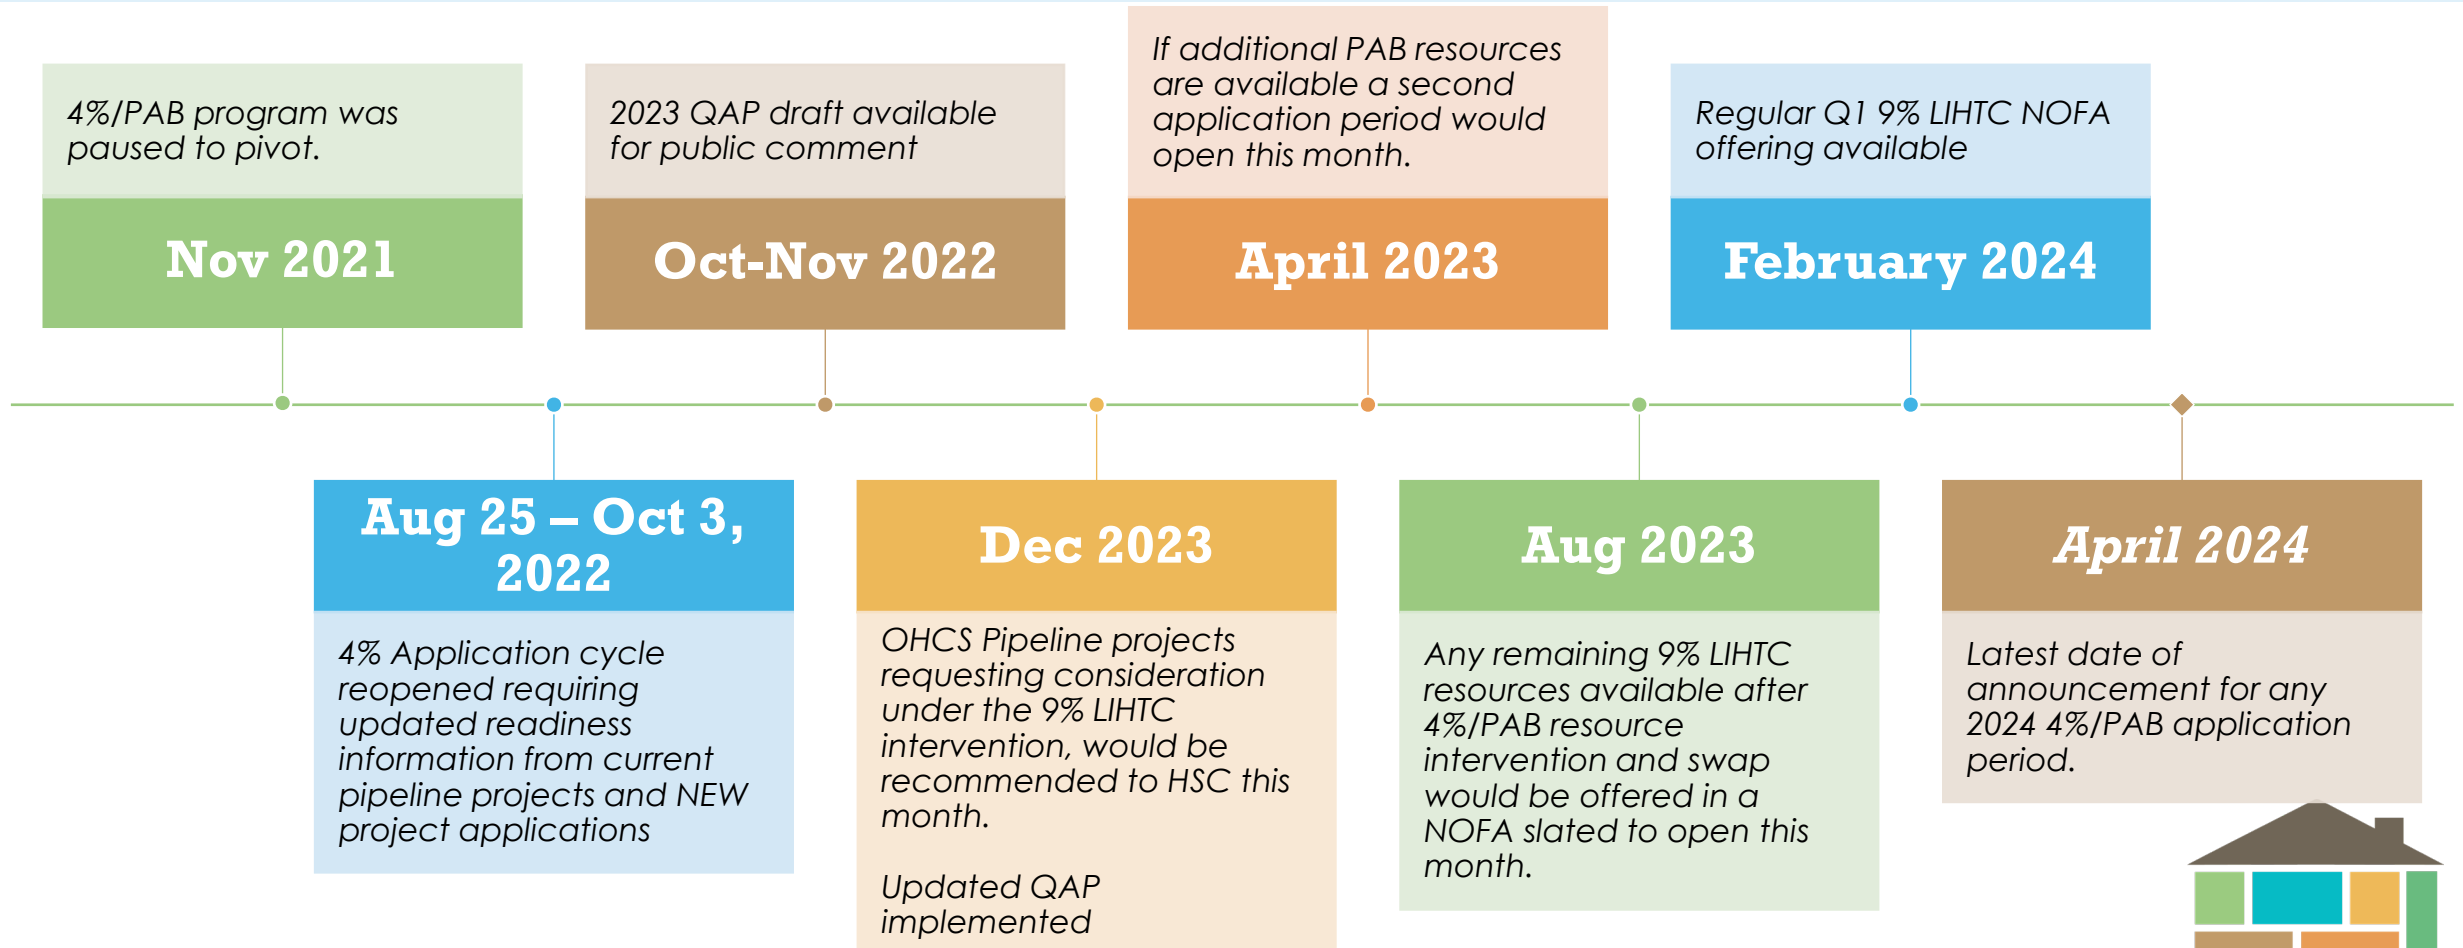 4%/PAB program was
paused to pivot.
Nov 2021
Aug 25 – Oct 3,
2022
4% Application cycle
reopened requiring
updated readiness
information from current
pipeline projects and NEW
project applications
2023 QAP draft available
for public comment
Oct-Nov 2022
Dec 2023
OHCS Pipeline projects
requesting consideration
under the 9% LIHTC
intervention, would be
recommended to HSC this
month.
Updated QAP
implemented
If additional PAB resources
are available a second
application period would
open this month.
April 2023
Aug 2023
Any remaining 9% LIHTC
resources available after
4%/PAB resource
intervention and swap
would be offered in a
NOFA slated to open this
month.
Regular Q1 9% LIHTC NOFA
offering available
February 2024
April 2024
Latest date of
announcement for any
2024 4%/PAB application
period.